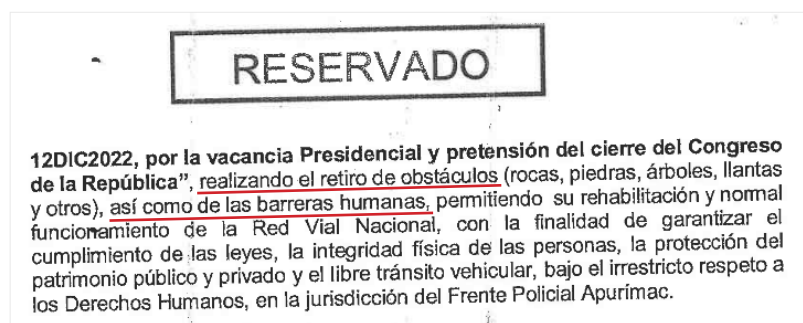 RESERVADO
12DIC2022, por la vacancia Presidencial y pretensión del cierre del Congreso
de la República”, realizando el retiro de obstáculos (rocas, piedras, árboles, llantas
y otros), así como de las barreras humanas, permitiendo su rehabilitación y normal
funcionamiento de la Red Vial Nacional, con la finalidad de garantizar el
cumplimiento de las leyes, la integridad física de las personas, la protección del
patrimonio público y privado y el libre tránsito vehicular, bajo el irrestricto respeto a
los Derechos Humanos, en la jurisdicción del Frente Policial Apurímac.